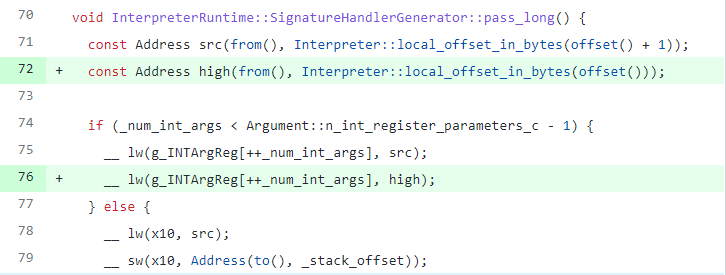 70 void InterpreterRuntime::SignatureHandlerGenerator::pass_long() {
71 const Address src(from(), Interpreter::local_offset_in_bytes(offset() + 1));
72 + const Address high(from(), Interpreter::local_offset_in_bytes(offset()));
73
74 if (_num_int_args < Argument::n_int_register_parameters_c - 1) {
75 __ lw(g_INTArgReg[++_num_int_args], src);
76 + __ lw(g_INTArgReg[++_num_int_args], high);
77 } else {
78 __ lw(x10, src);
79 __ sw(x10, Address(to(), _stack_offset));